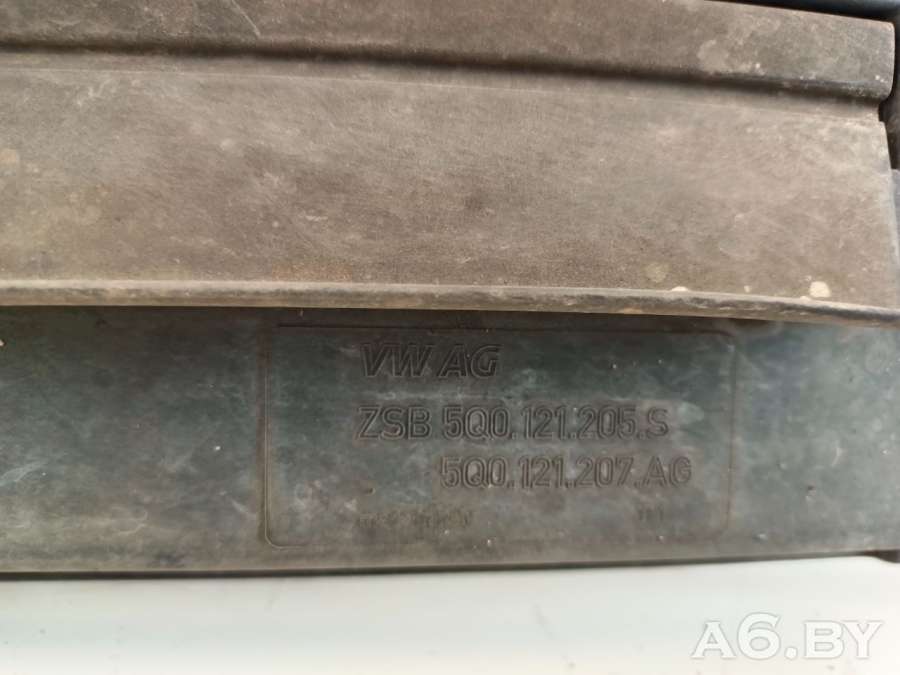 VW AG
ZSB 5Q0.121.205.S
5Q0.121.207.AG
A6.BY